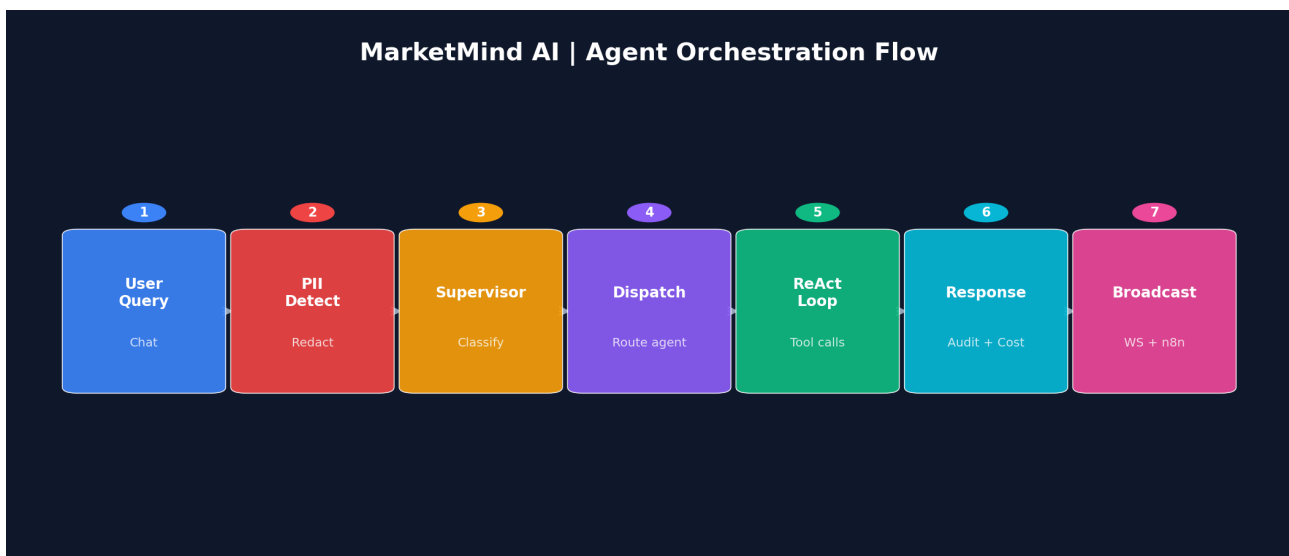 MarketMind AI | Agent Orchestration Flow
1
2
3
4
5
6
7
User
Query
Chat
PII
Detect
Redact
Supervisor
Classify
Dispatch
Route agent
ReAct
Loop
Tool calls
Response
Audit + Cost
Broadcast
WS + n8n